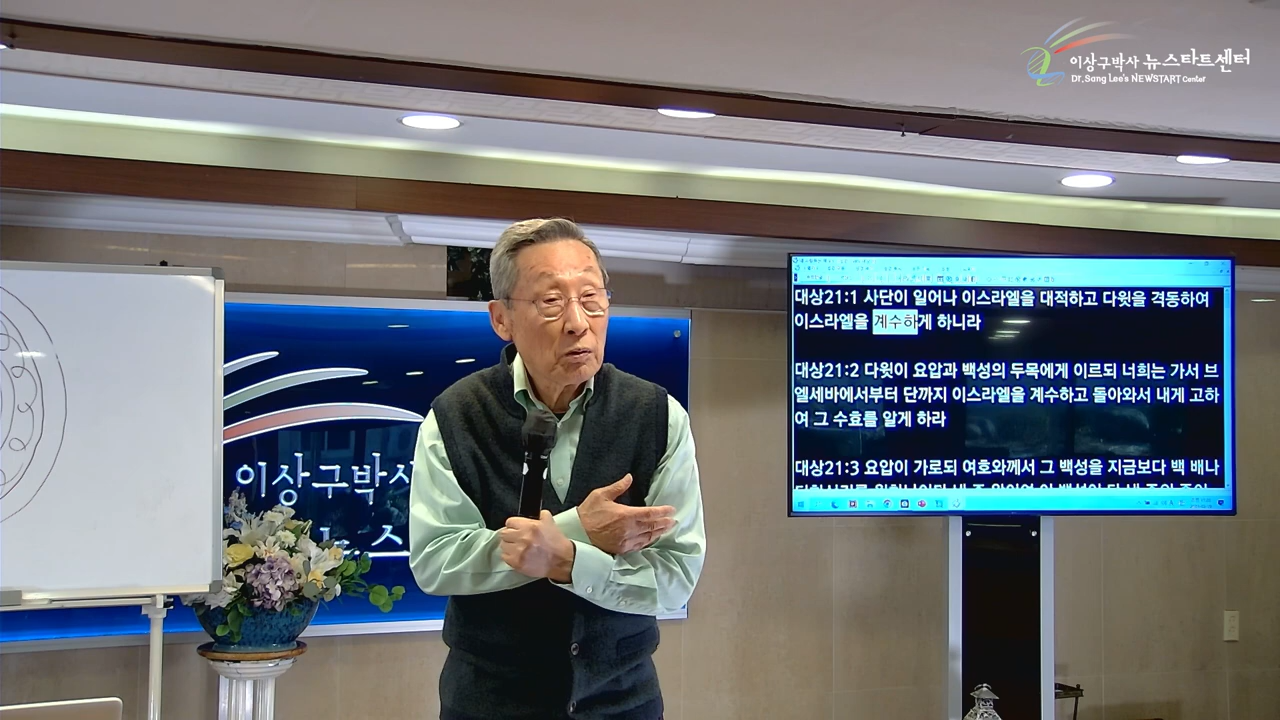 이상구박사 뉴스타트센터
Dr. Sang Lee's NEWSTART Center
대상21:1 사단이 일어나 이스라엘을 대적하고 다윗을 격동하여
이스라엘을 계수하게 하니라
대상21:2 다윗이 요압과 백성의 두목에게 이르되 너희는 가서 브
엘세바에서부터 단까지 이스라엘을 계수하고 돌아와서 내게 고하
여 그 수효를 알게 하라
대상21:3 요압이 가로되 여호와께서 그 백성을 지금보다 백 배나
이상구박사
뉴스